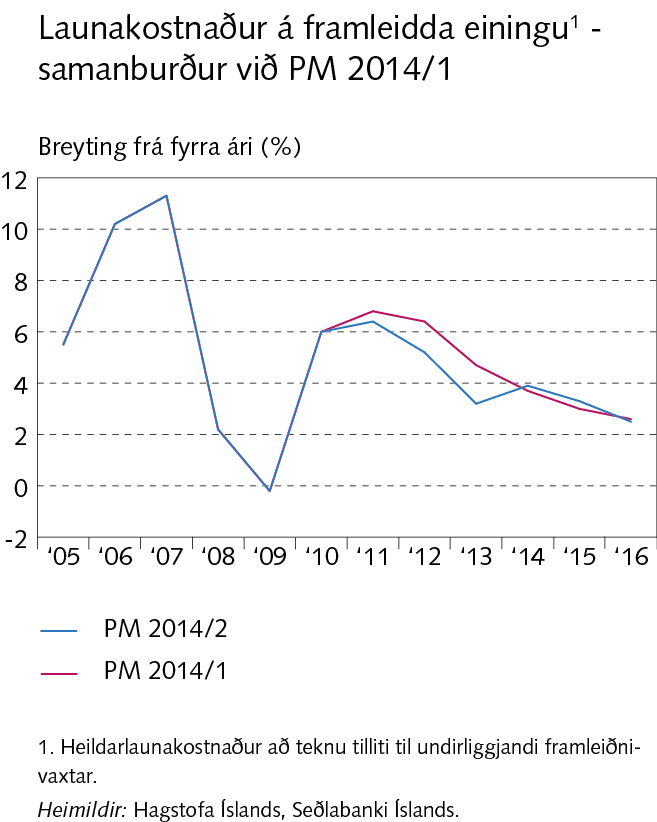 Launakostnaður á framleidda einingu¹ -
samanburður við PM 2014/1
Breyting frá fyrra ári (%)
12
10
8
6
4
2
0
-2
‘05 ‘06 ‘07 ‘08 ‘09 ‘10 ‘11 ‘12 ‘13 ‘14 ‘15 ‘16
PM 2014/2
PM 2014/1
1. Heildarlaunakostnaður að teknu tilliti til undirliggjandi framleiðni-
vaxtar.
Heimildir: Hagstofa Íslands, Seðlabanki Íslands.